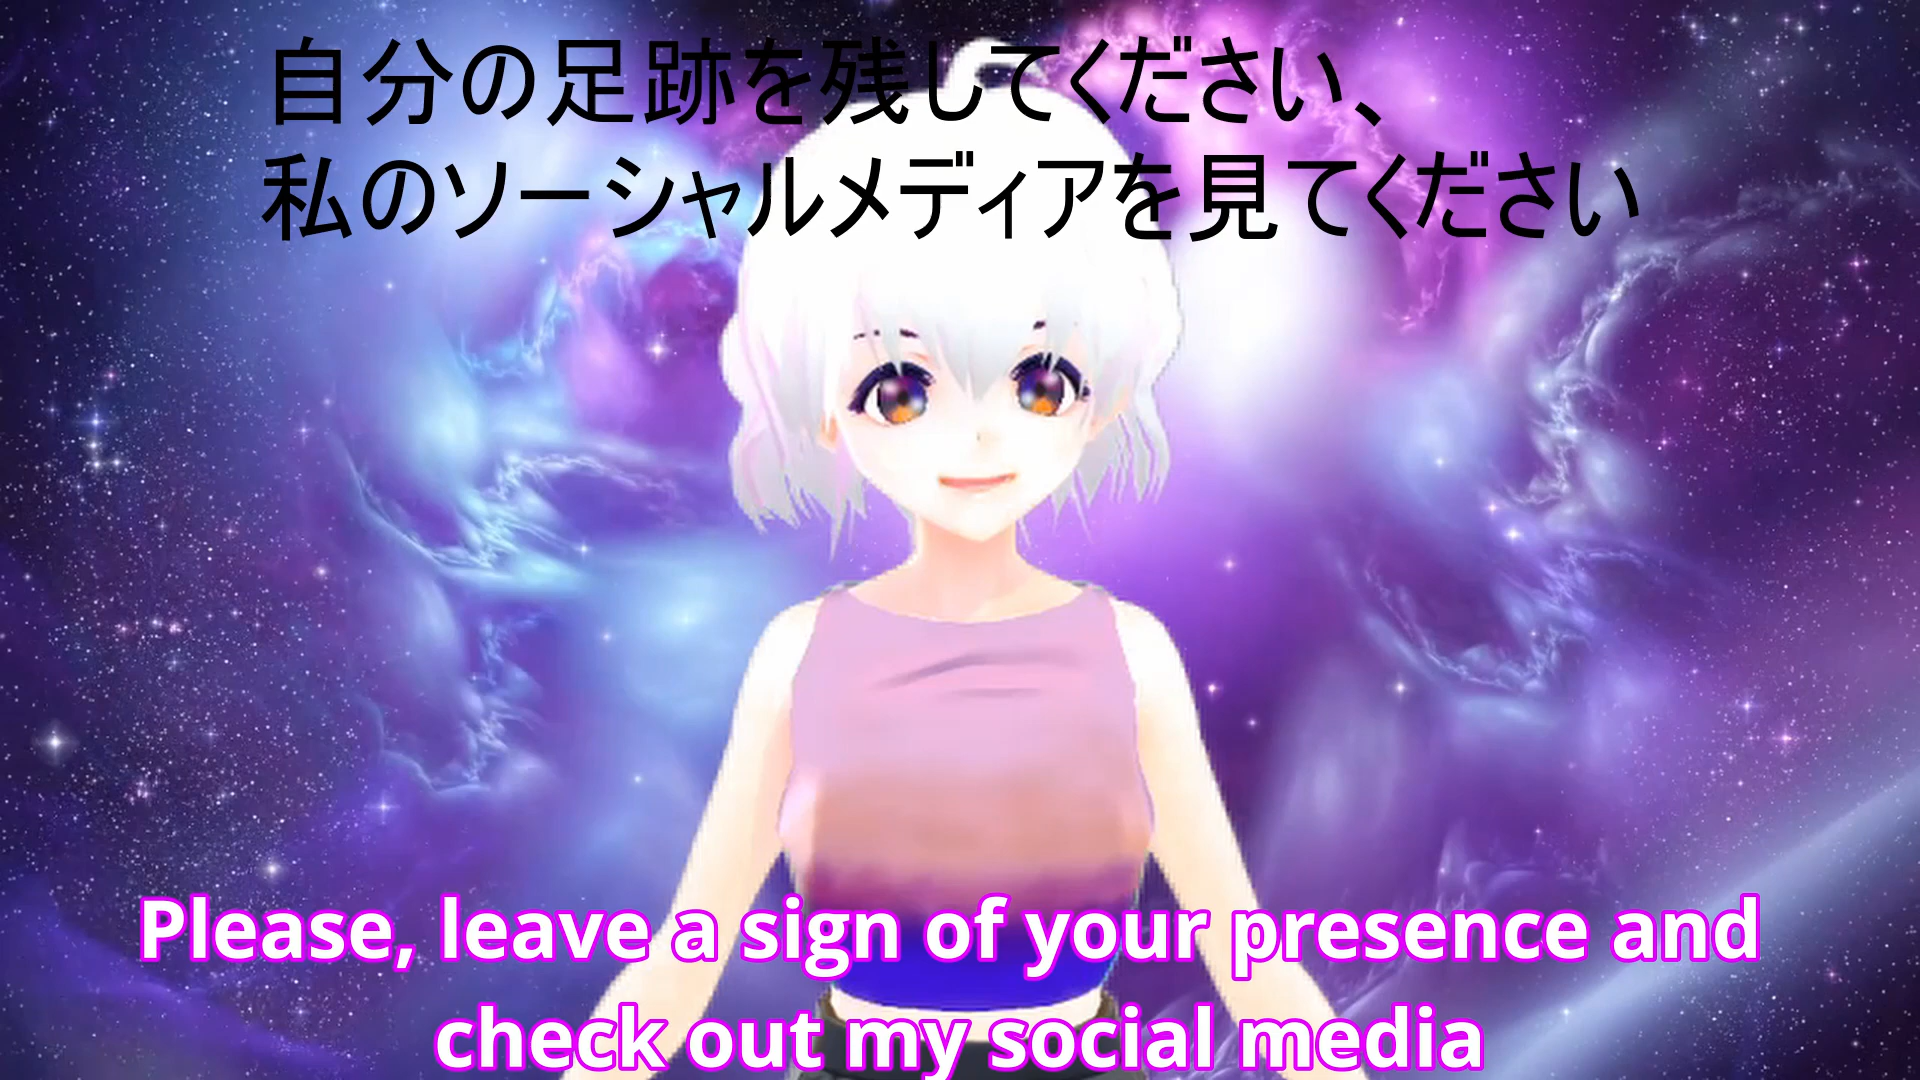 自分の足跡を残してください、
私のソーシャルメディアを見てください
Please, leave a sign of your presence and
check out my social media